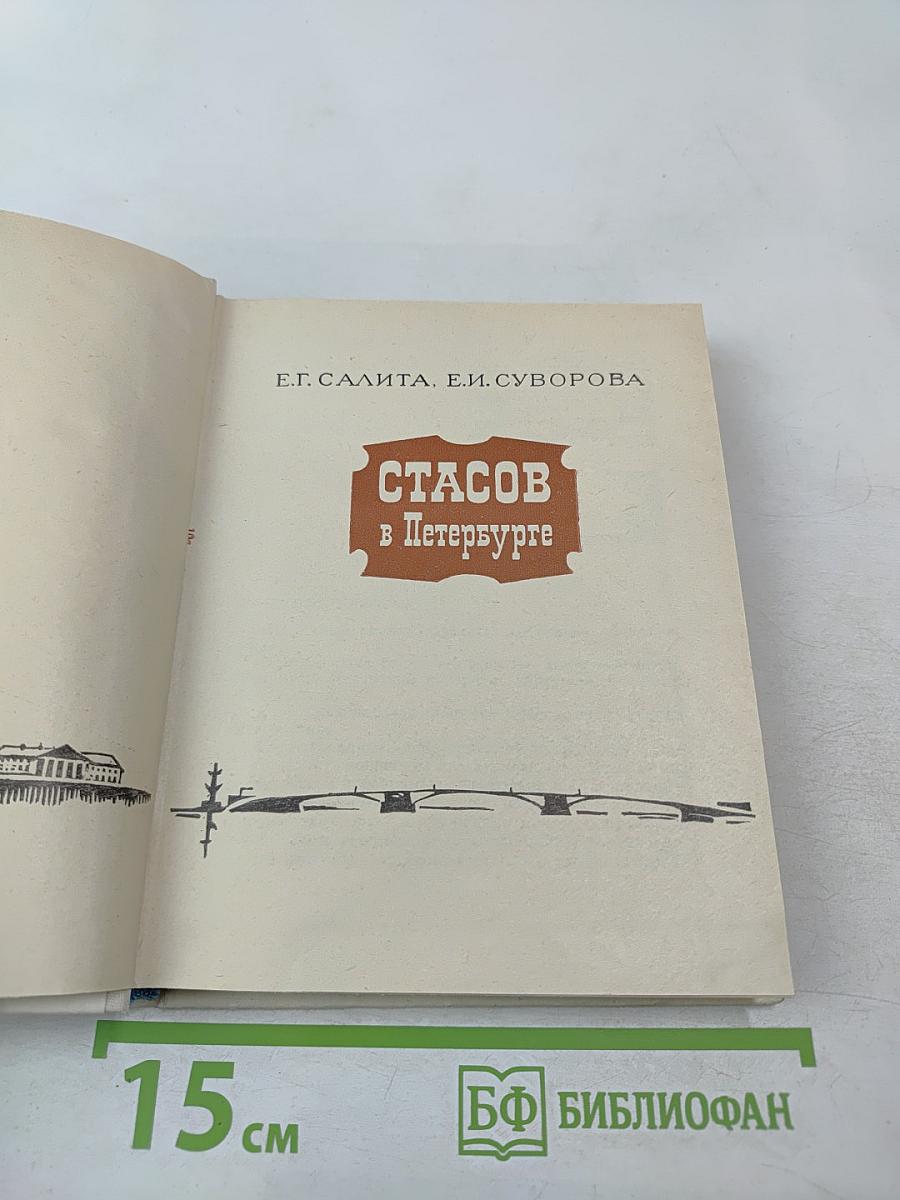 Е.Г. САЛИТА, Е.И. СУВОРОВА
СТАСОВ
в Петербурге
15 см
БФ БИБЛИОФАН